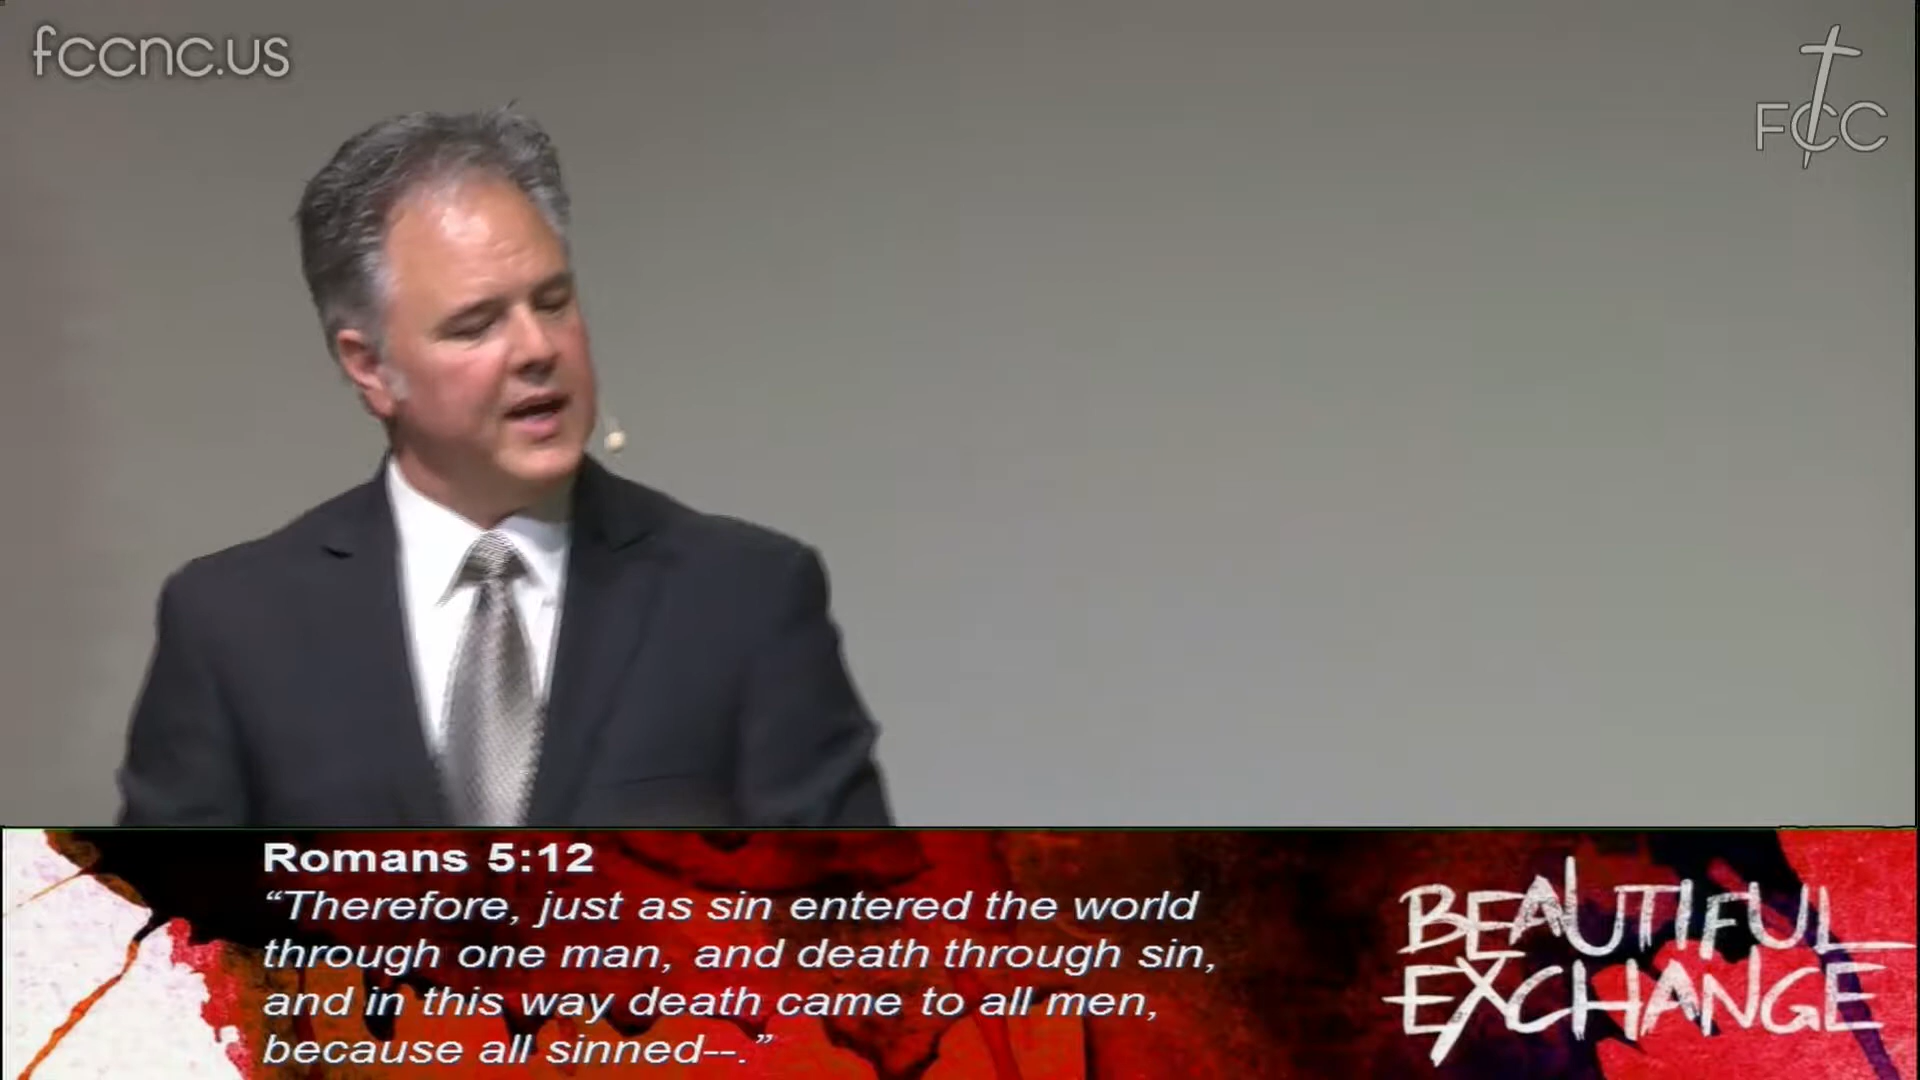 fccnc.us
FCC
Romans 5:12
“Therefore, just as sin entered the world
through one man, and death through sin,
and in this way death came to all men,
because all sinned--.”
BEAUTIFUL
EXCHANGE